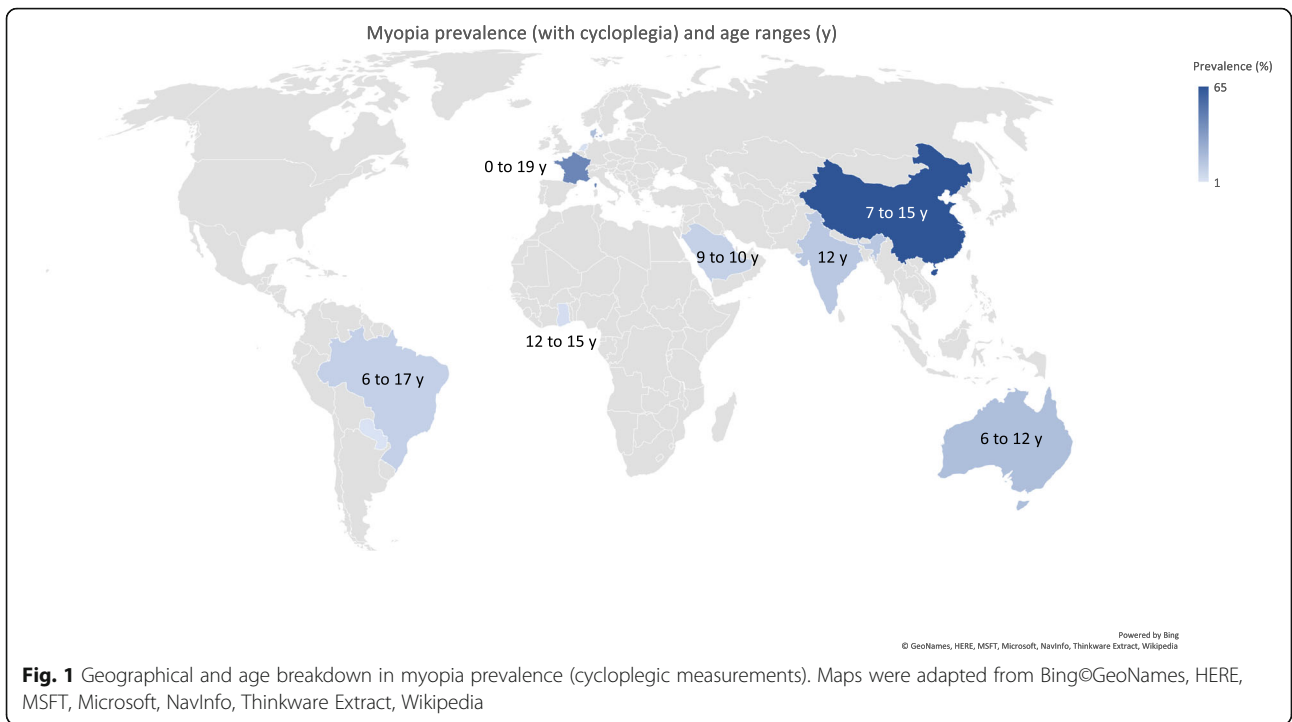 Myopia prevalence (with cycloplegia) and age ranges (y)
Prevalence (%)
65
1
0 to 19 y
7 to 15 y
9 to 10 y
12 y
12 to 15 y
6 to 17 y
6 to 12 y
Powered by Bing
© GeoNames, HERE, MSFT, Microsoft, NavInfo, Thinkware Extract, Wikipedia
Fig. 1 Geographical and age breakdown in myopia prevalence (cycloplegic measurements). Maps were adapted from Bing©GeoNames, HERE,
MSFT, Microsoft, NavInfo, Thinkware Extract, Wikipedia